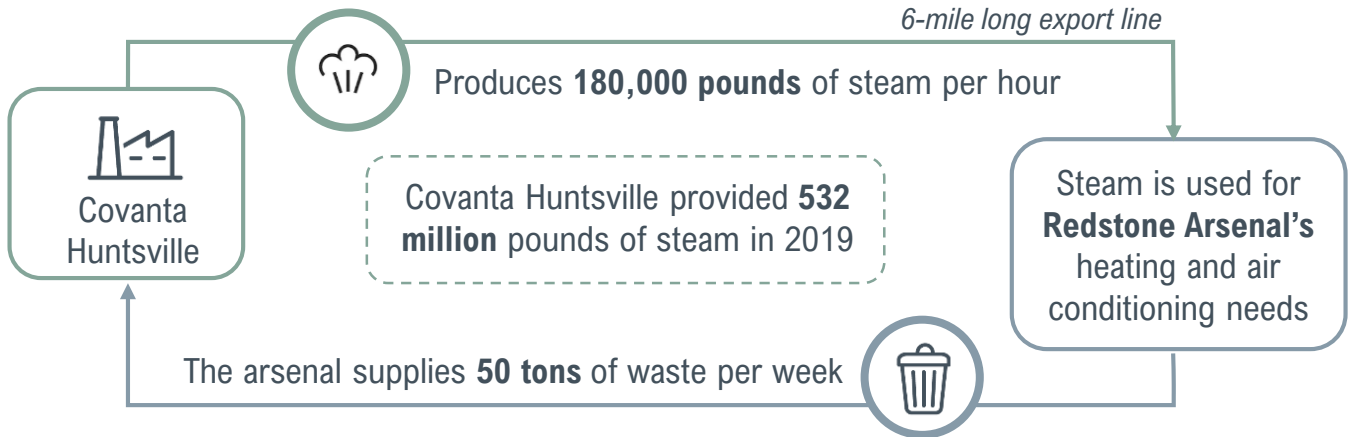 6-mile long export line
Produces 180,000 pounds of steam per hour
Covanta
Huntsville
Covanta Huntsville provided 532
million pounds of steam in 2019
Steam is used for
Redstone Arsenal's
heating and air
conditioning needs
The arsenal supplies 50 tons of waste per week